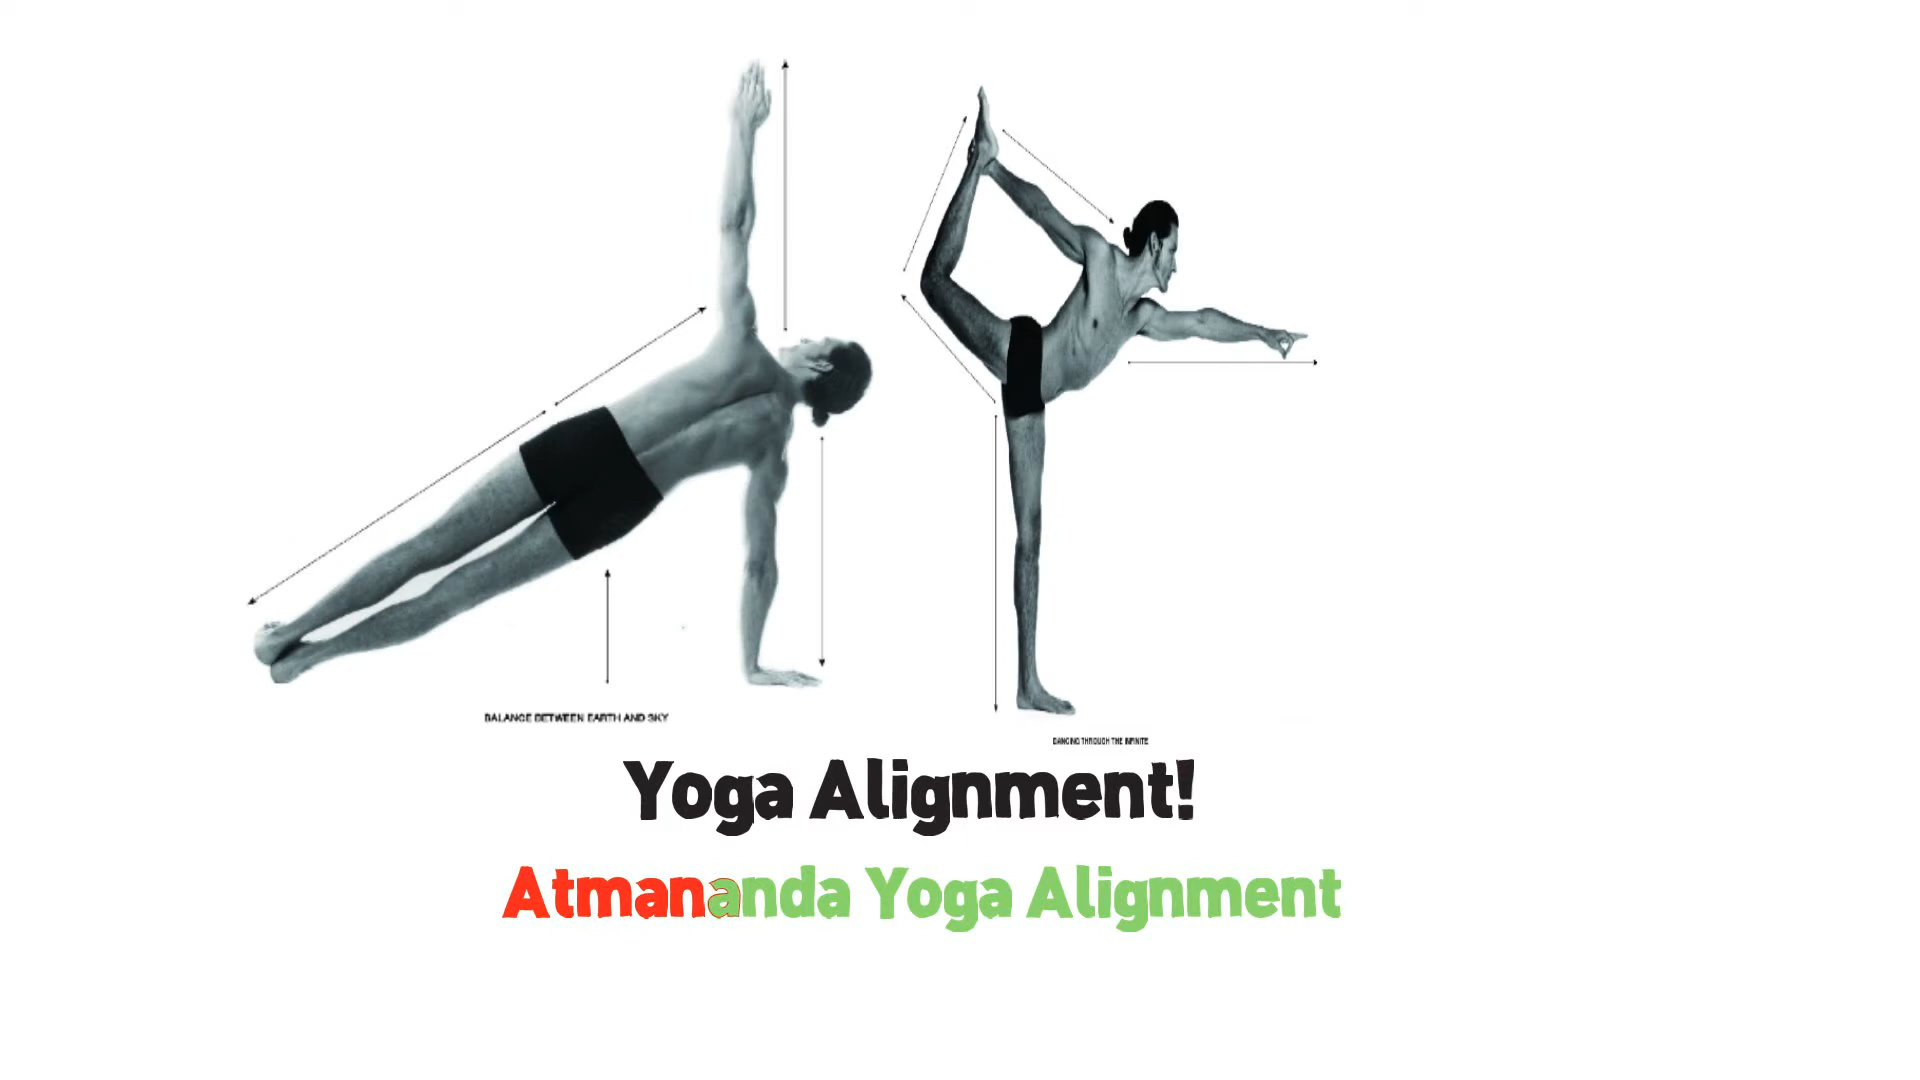 BALANCE BETWEEN EARTH AND SKY
DANCING THROUGH THE INFINITE
Yoga Alignment!
Atmananda Yoga Alignment